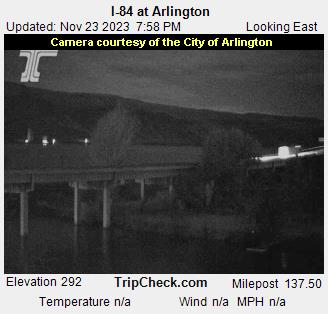 I-84 at Arlington
Updated: Nov 23 2023 7:58 PM Looking East
Camera courtesy of the City of Arlington
Elevation 292 TripCheck.com Milepost 137.50
Temperature n/a Wind n/a MPH n/a